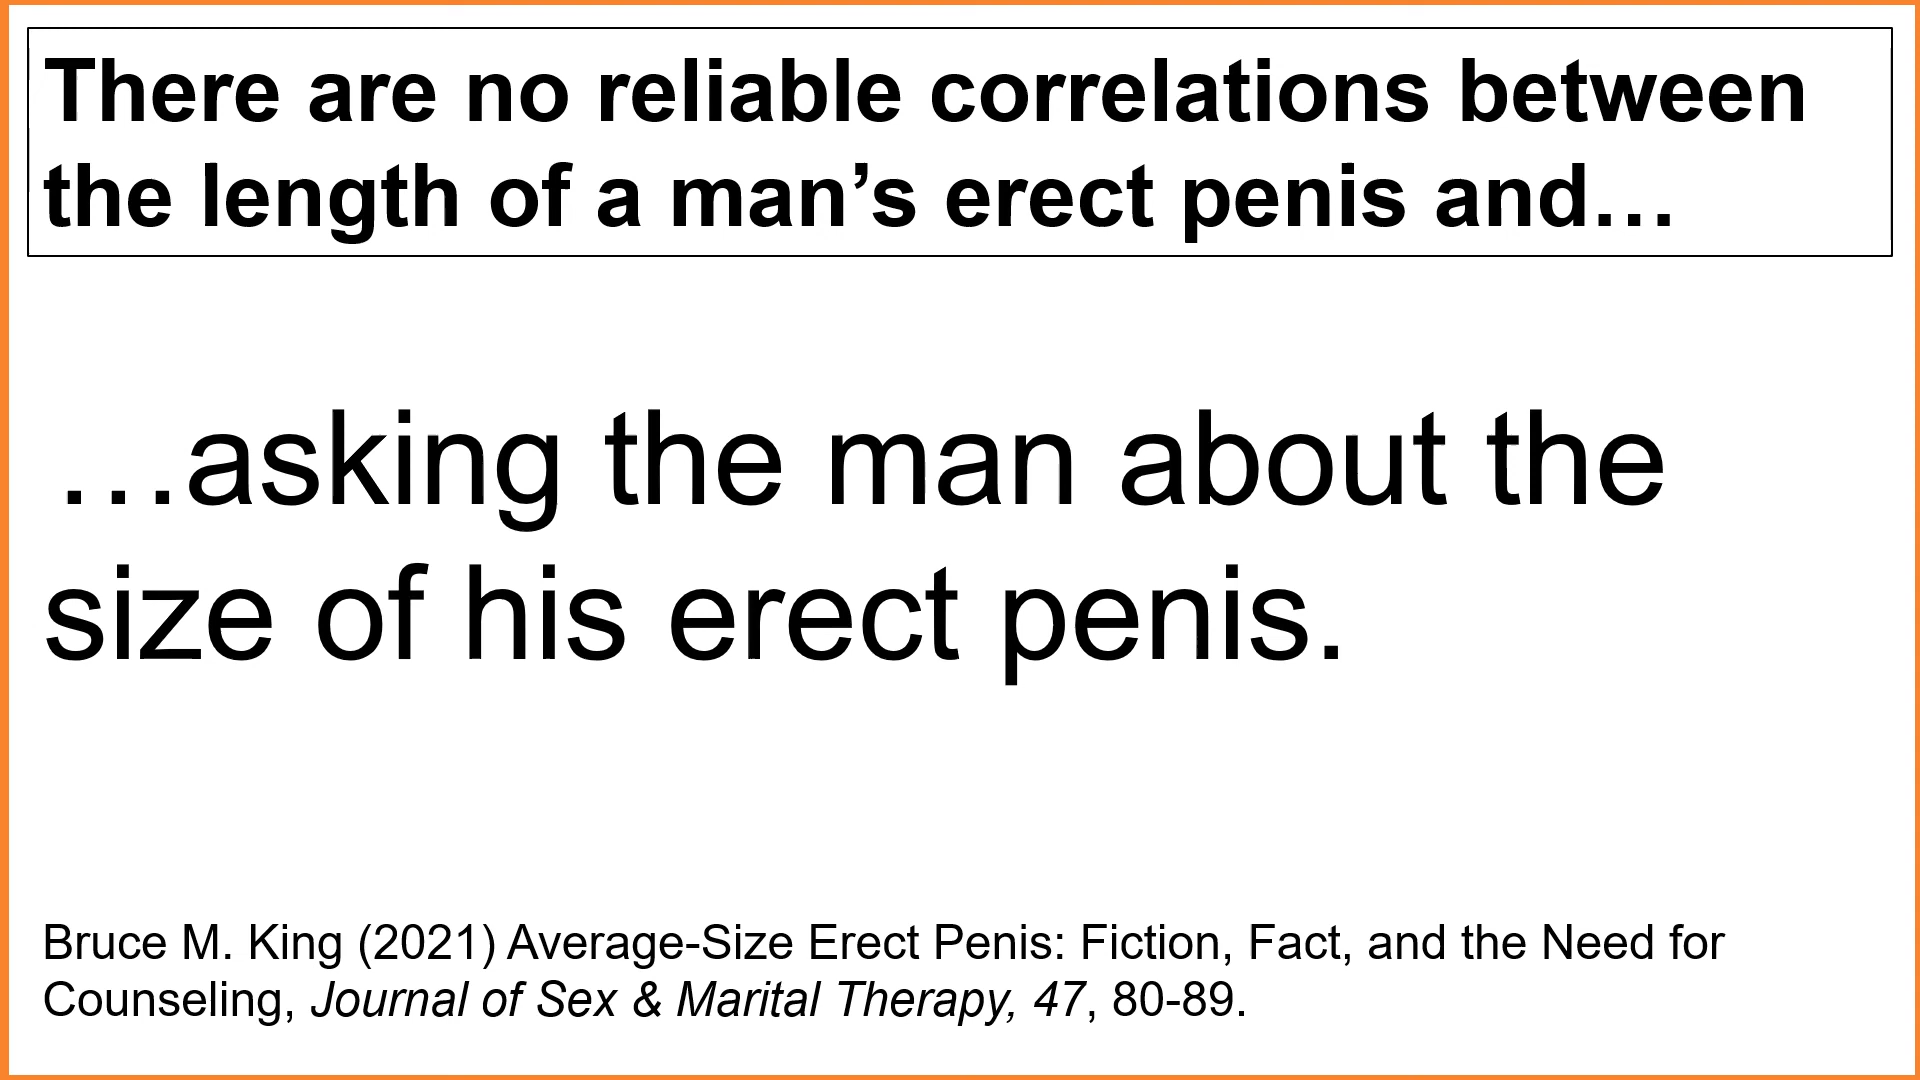 There are no reliable correlations between
the length of a man’s erect penis and…
…asking the man about the
size of his erect penis.
Bruce M. King (2021) Average-Size Erect Penis: Fiction, Fact, and the Need for
Counseling, Journal of Sex & Marital Therapy, 47, 80-89.